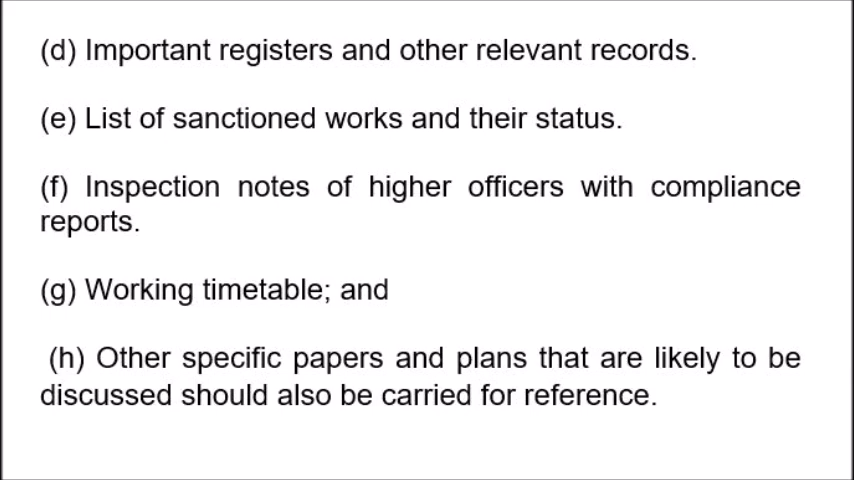 (d) Important registers and other relevant records.
(e) List of sanctioned works and their status.
(f) Inspection notes of higher officers with compliance
reports.
(g) Working timetable; and
(h) Other specific papers and plans that are likely to be
discussed should also be carried for reference.